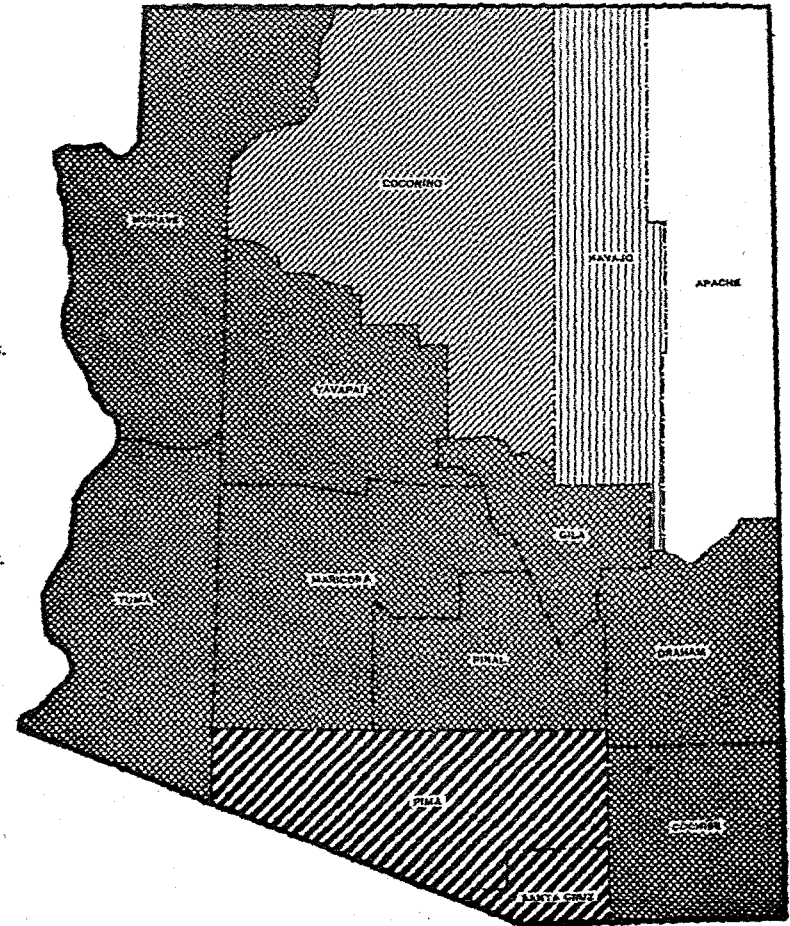 COCONINO
MOHAVE
NAVAJO
APACHE
YAVAPAI
GILA
MARICOPA
YUMA
GRAHAM
PINAL
PIMA
COCHISE
SANTA CRUZ